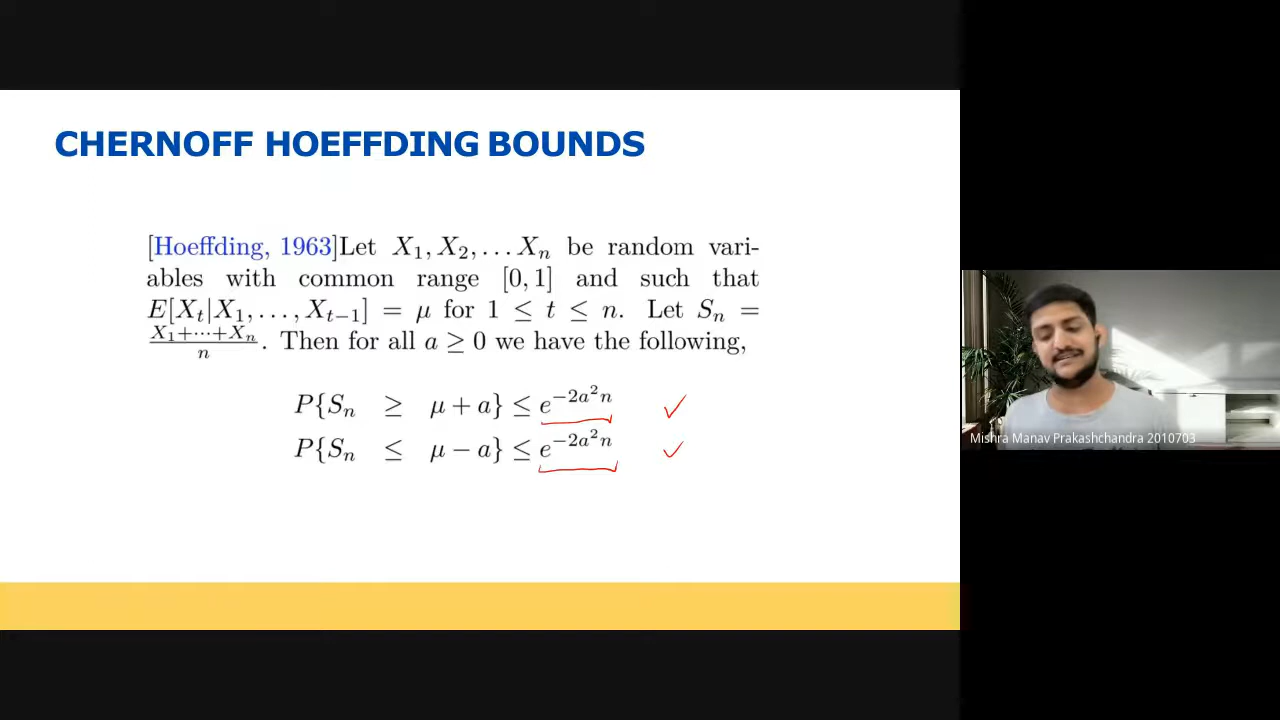 CHERNOFF HOEFFDING BOUNDS
[Hoeffding, 1963]Let X₁, X₂, . . . Xₙ be random vari-
ables with common range [0, 1] and such that
E[Xₜ|X₁, . . . , Xₜ₋₁] = μ for 1 ≤ t ≤ n. Let Sₙ =
(X₁+⋯+Xₙ)/n. Then for all a ≥ 0 we have the following,
P{Sₙ ≥ μ + a} ≤ e^{−2a²n} ✓
P{Sₙ ≤ μ − a} ≤ e^{−2a²n} ✓
Mishra Manav Prakashchandra 2010703